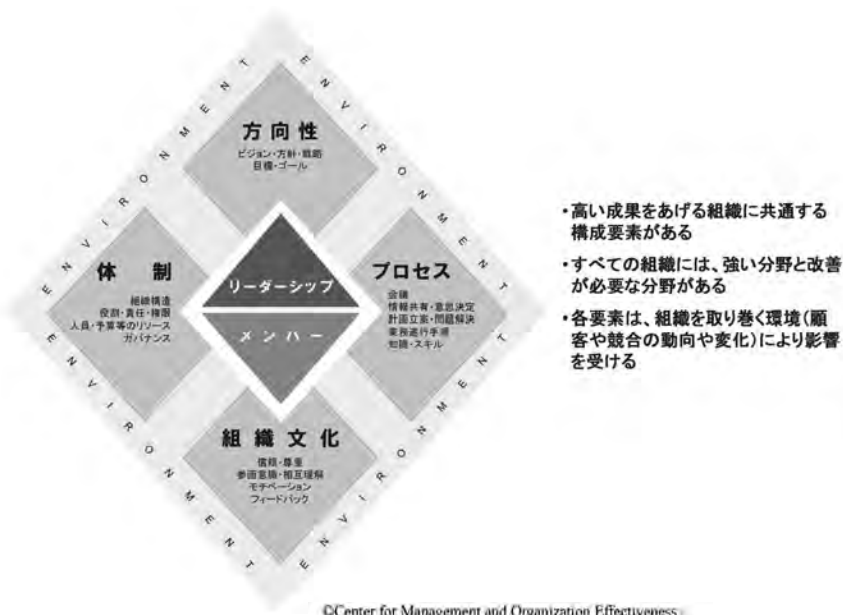 ENVIRONMENT
ENVIRONMENT
方向性
ビジョン・方針・戦略
目標・ゴール
体 制
組織構造
役割・責任・権限
人員・予算等のリソース
ガバナンス
リーダーシップ
メンバー
プロセス
会議
情報共有・意思決定
計画立案・問題解決
業務進行手順
知識・スキル
組織文化
信頼・尊重
参画意識・相互理解
モチベーション
フィードバック
ENVIRONMENT
ENVIRONMENT
・高い成果をあげる組織に共通する
構成要素がある
・すべての組織には、強い分野と改善
が必要な分野がある
・各要素は、組織を取り巻く環境(顧
客や競合の動向や変化)により影響
を受ける
©Center for Management and Organization Effectiveness